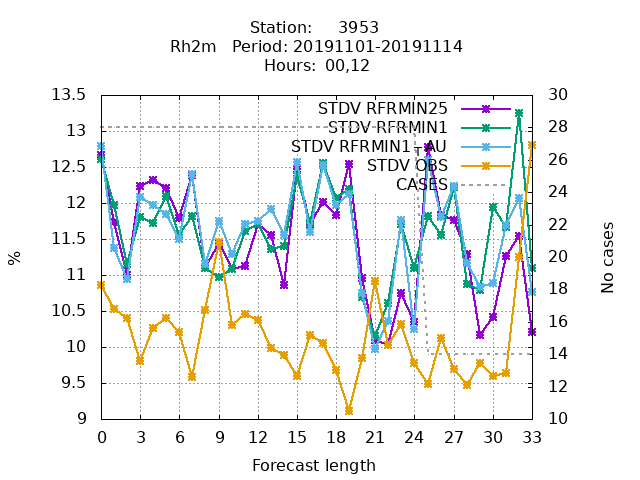 Station: 3953
Rh2m Period: 20191101-20191114
Hours: 00,12
13.5
13
12.5
12
11.5
11
10.5
10
9.5
9
%
STDV RFRMIN25
STDV RFRMIN1
STDV RFRMIN1+AU
STDV OBS
CASES
30
28
26
24
22
20
18
16
14
12
10
No cases
0 3 6 9 12 15 18 21 24 27 30 33
Forecast length